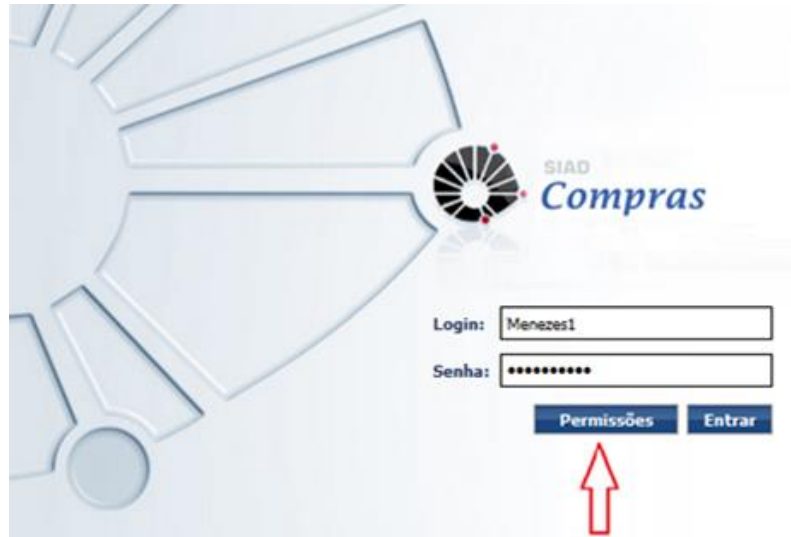 SIAD
Compras
Login: Menezes1
Senha: ••••••••••
Permissões Entrar